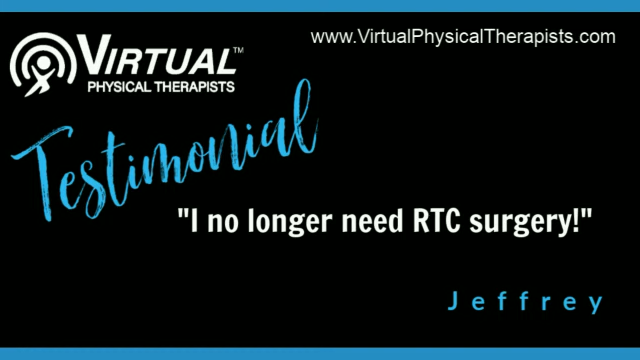 www.VirtualPhysicalTherapists.com
VIRTUAL™
PHYSICAL THERAPISTS
Testimonial
"I no longer need RTC surgery!"
Jeffrey